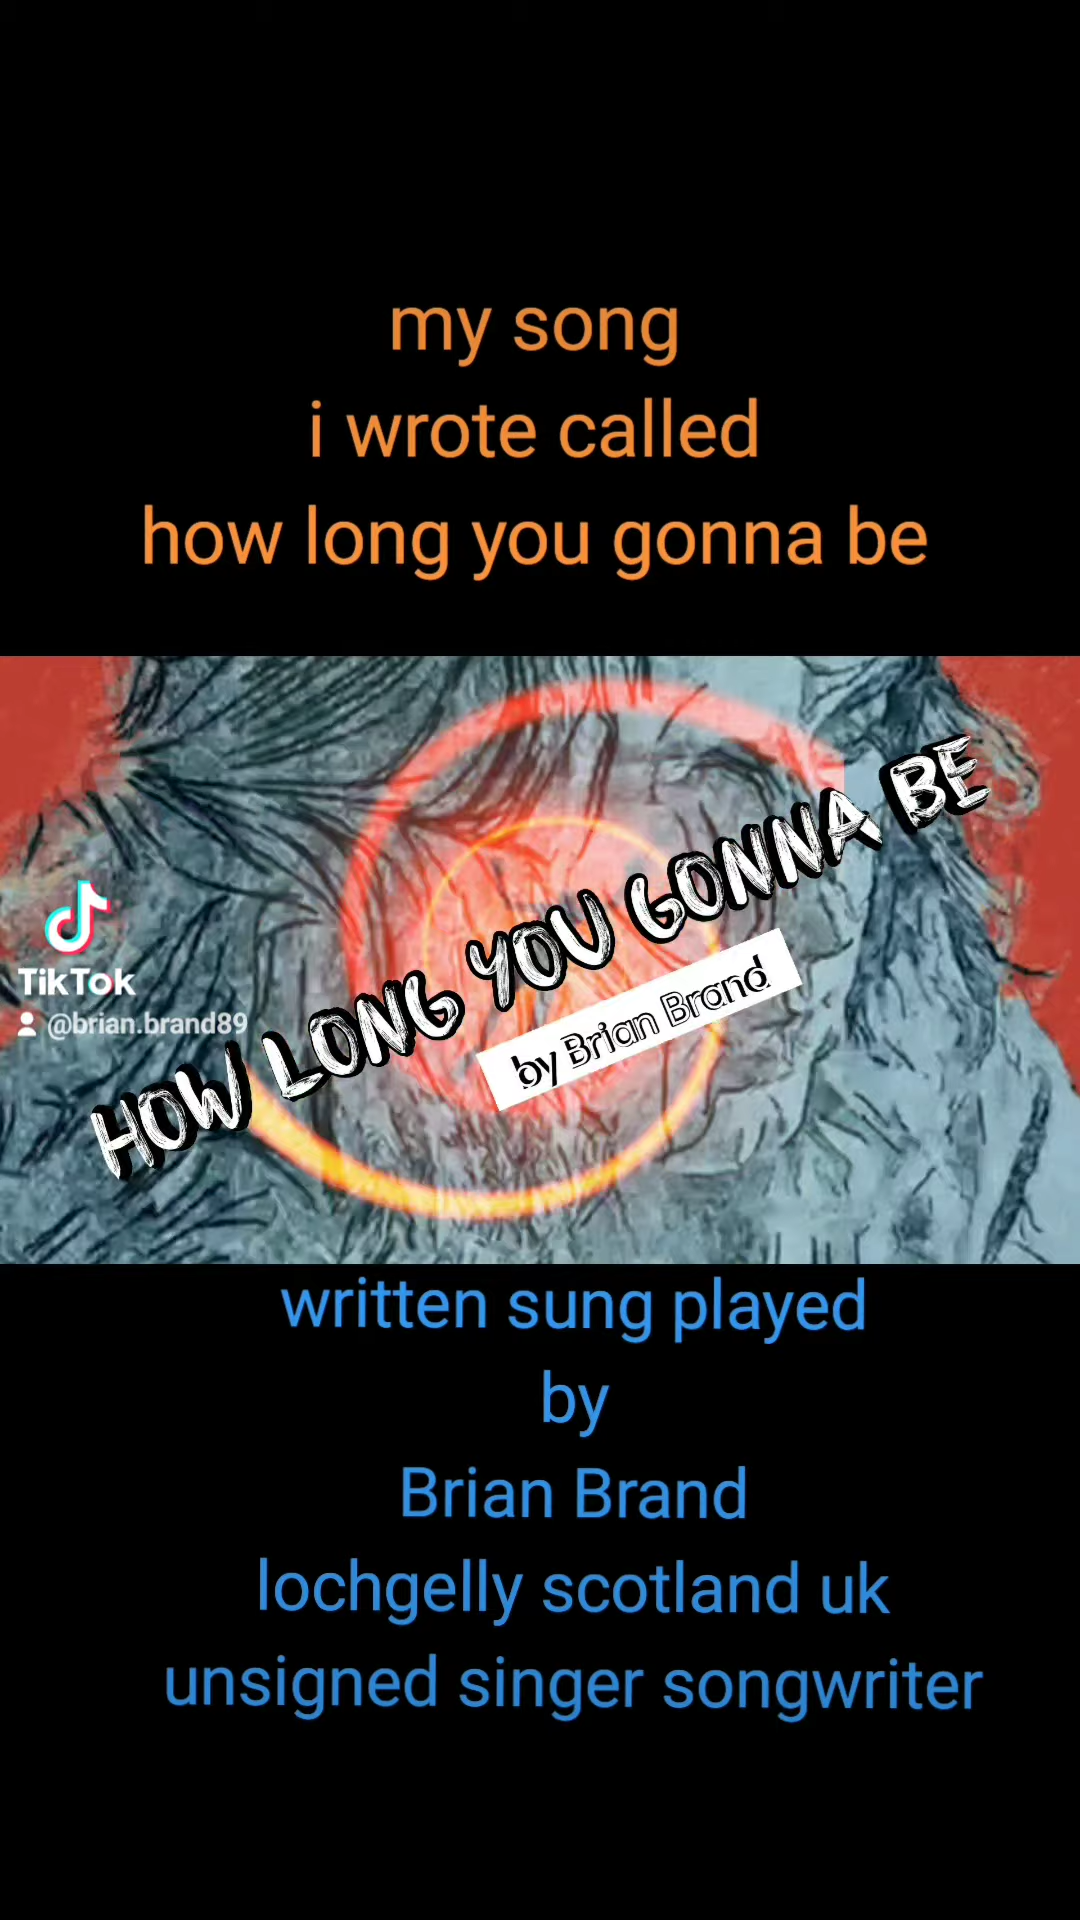 my song
i wrote called
how long you gonna be
HOW LONG YOU GONNA BE
by Brian Brand
TikTok
@brian.brand89
written sung played
by
Brian Brand
lochgelly scotland uk
unsigned singer songwriter